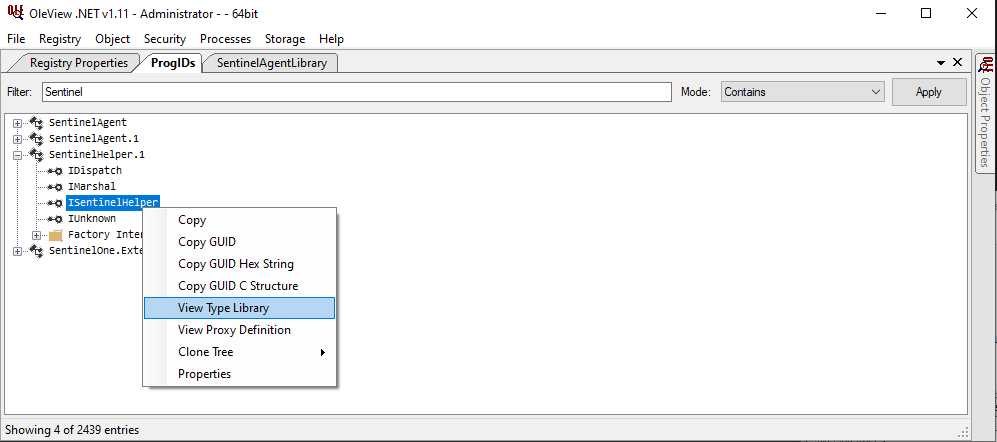 OleView .NET v1.11 - Administrator - - 64bit
File Registry Object Security Processes Storage Help
Registry Properties ProgIDs SentinelAgentLibrary
Filter: Sentinel Mode: Contains Apply
SentinelAgent
SentinelAgent.1
SentinelHelper.1
IDispatch
IMarshal
ISentinelHelper
IUnknown
Factory Inter
SentinelOne.Exte
Copy
Copy GUID
Copy GUID Hex String
Copy GUID C Structure
View Type Library
View Proxy Definition
Clone Tree
Properties
Object Properties
Showing 4 of 2439 entries